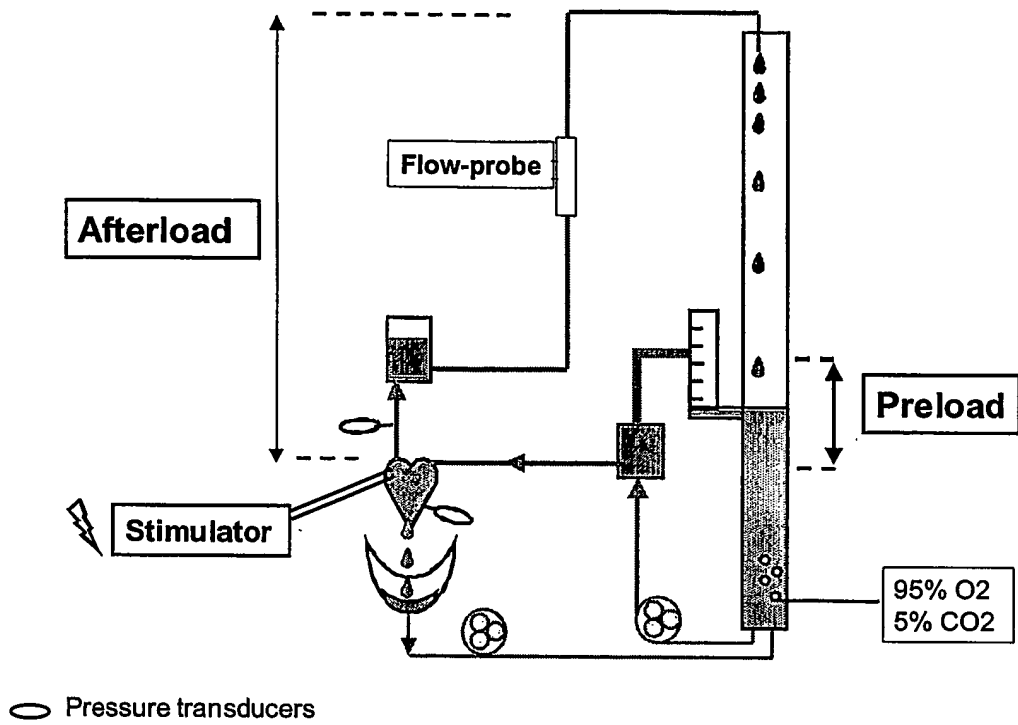 Flow-probe
Afterload
Preload
Stimulator
95% O2
5% CO2
Pressure transducers